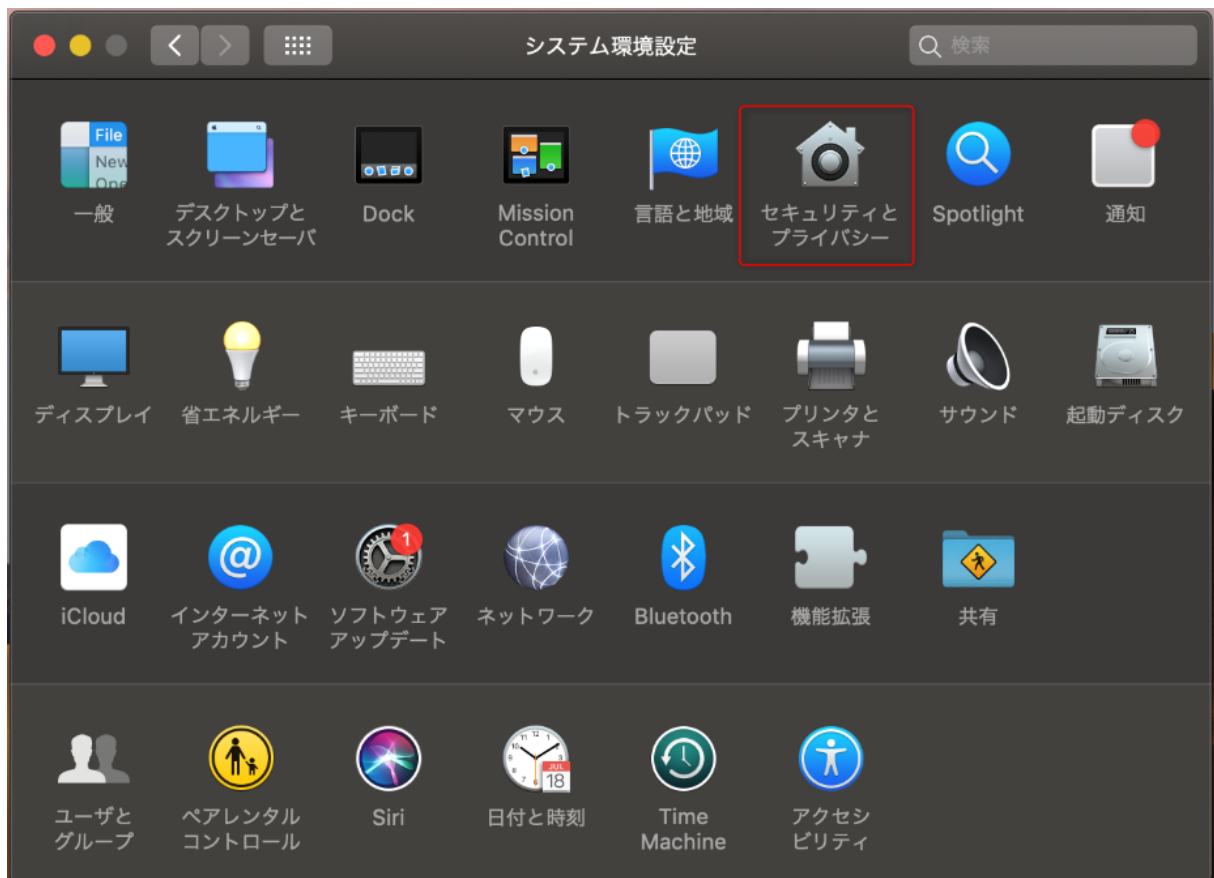 システム環境設定
検索
File
New
Ope
一般
デスクトップと
スクリーンセーバ
Dock
Mission
Control
言語と地域
セキュリティと
プライバシー
Spotlight
通知
ディスプレイ
省エネルギー
キーボード
マウス
トラックパッド
プリンタと
スキャナ
サウンド
起動ディスク
iCloud
@
インターネット
アカウント
1
ソフトウェア
アップデート
ネットワーク
Bluetooth
機能拡張
共有
ユーザと
グループ
ペアレンタル
コントロール
Siri
JUL
18
日付と時刻
Time
Machine
アクセシ
ビリティ